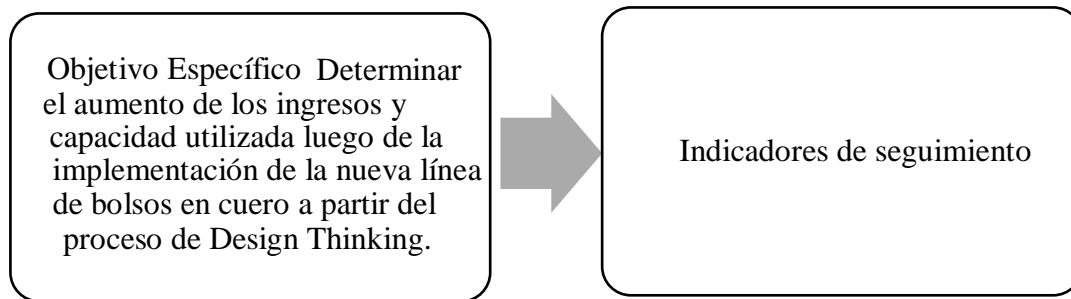 Objetivo Específico Determinar
el aumento de los ingresos y
capacidad utilizada luego de la
implementación de la nueva línea
de bolsos en cuero a partir del
proceso de Design Thinking.
Indicadores de seguimiento